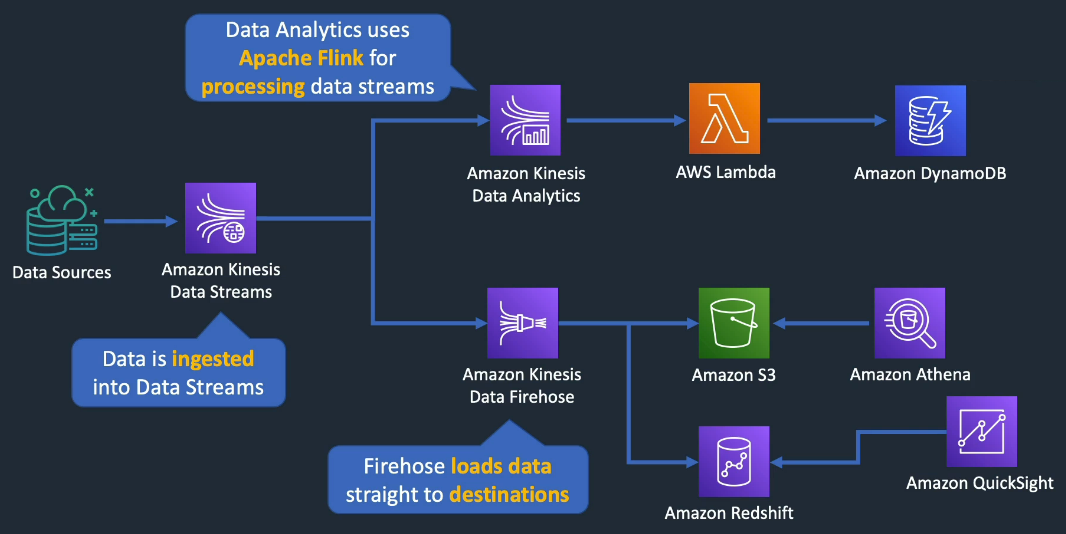 Data Analytics uses
Apache Flink for
processing data streams
Amazon Kinesis
Data Analytics
AWS Lambda
Amazon DynamoDB
Data Sources
Amazon Kinesis
Data Streams
Data is ingested
into Data Streams
Amazon Kinesis
Data Firehose
Amazon S3
Amazon Athena
Firehose loads data
straight to destinations
Amazon Redshift
Amazon QuickSight